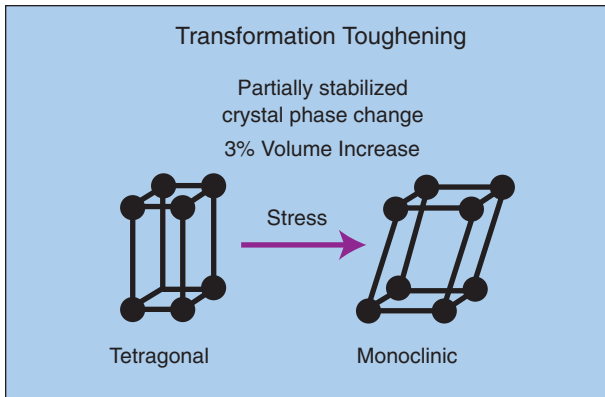 Transformation Toughening
Partially stabilized
crystal phase change
3% Volume Increase
Stress
Tetragonal
Monoclinic